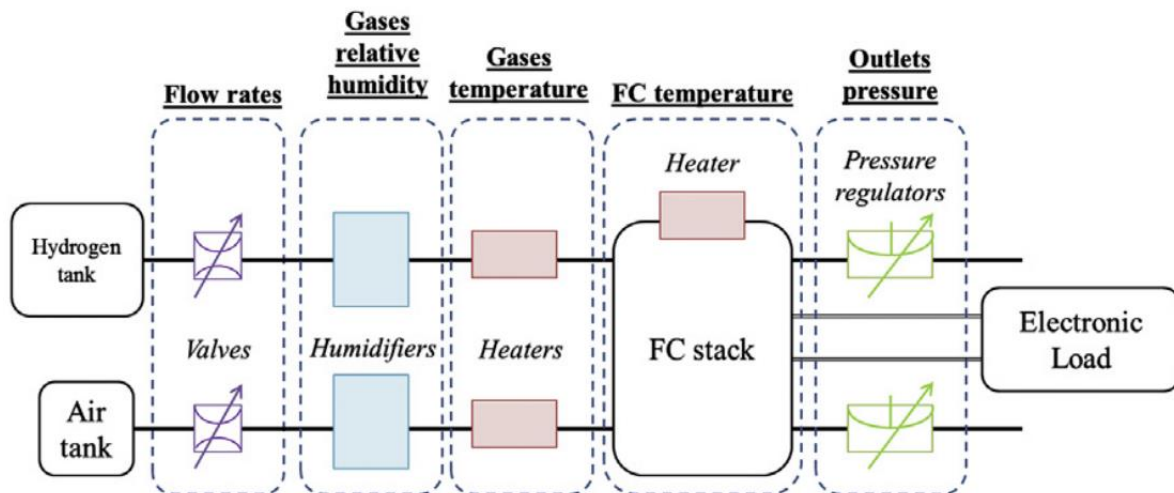 Flow rates
Gases
relative
humidity
Gases
temperature
FC temperature
Outlets
pressure
Heater
Pressure
regulators
Hydrogen
tank
Valves
Humidifiers
Heaters
FC stack
Electronic
Load
Air
tank